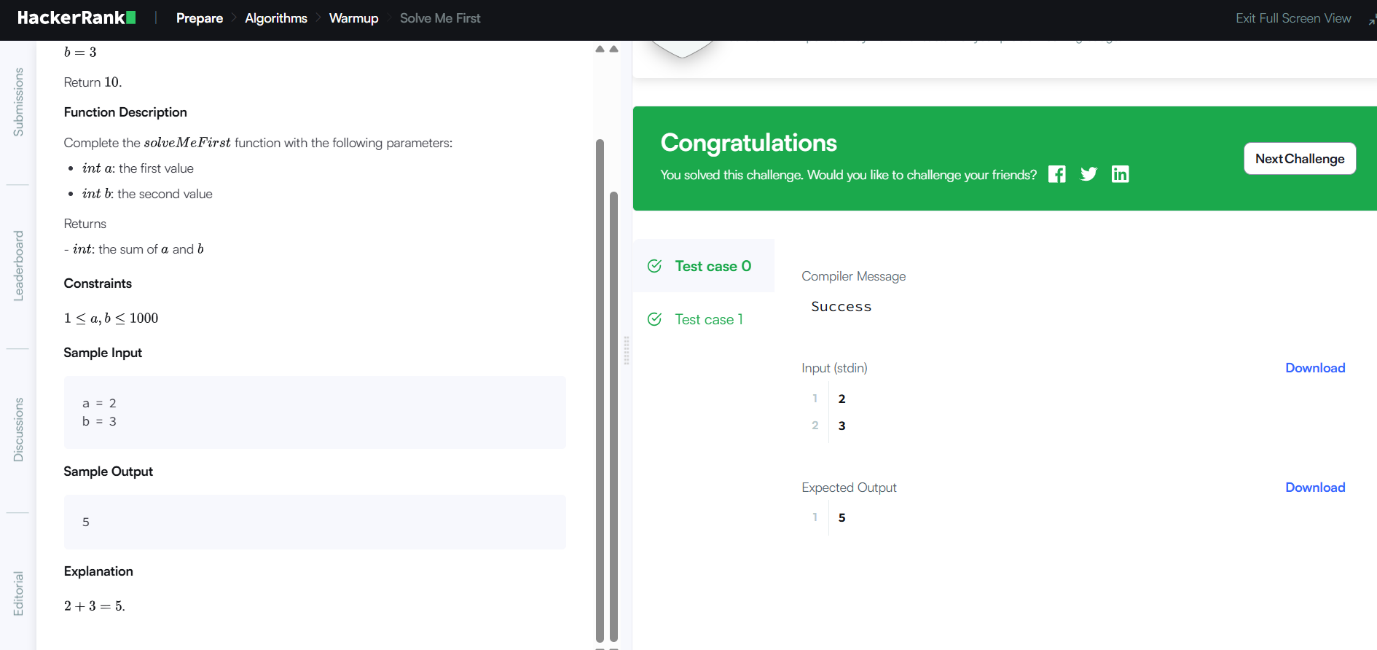 HackerRank
Prepare
Algorithms
Warmup
Solve Me First
Exit Full Screen View
Submissions
Leaderboard
Discussions
Editorial
b = 3
Return 10.
Function Description
Complete the solveMeFirst function with the following parameters:
• int a: the first value
• int b: the second value
Returns
- int: the sum of a and b
Constraints
1 ≤ a, b ≤ 1000
Sample Input
a = 2
b = 3
Sample Output
5
Explanation
2 + 3 = 5.
Congratulations
You solved this challenge. Would you like to challenge your friends?
Next Challenge
Test case 0
Test case 1
Compiler Message
Success
Input (stdin)
Download
1 2
2 3
Expected Output
Download
1 5